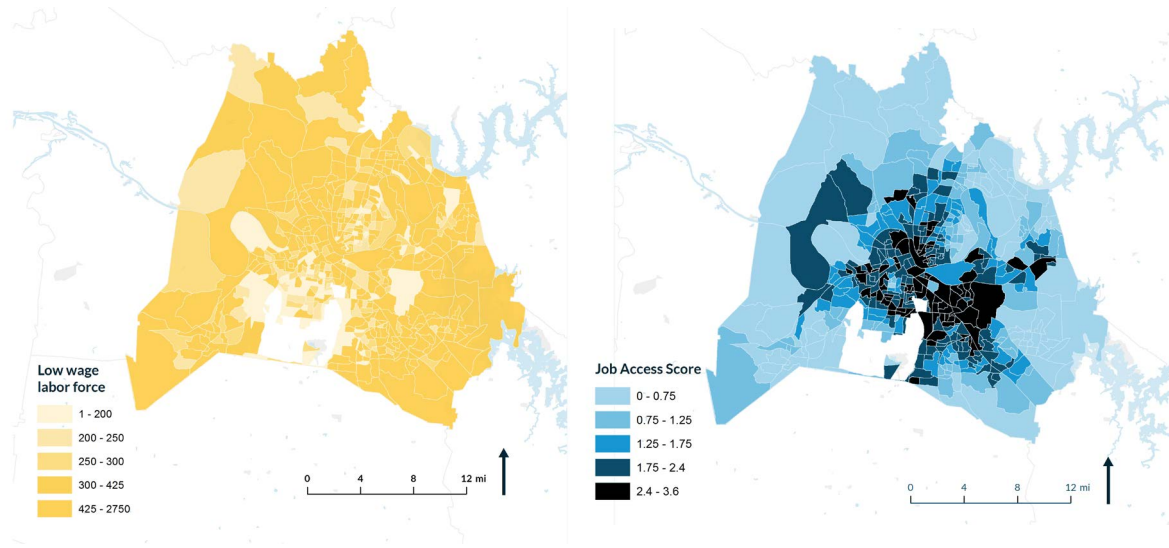 Low wage
labor force
1 - 200
200 - 250
250 - 300
300 - 425
425 - 2750
0 4 8 12 mi
Job Access Score
0 - 0.75
0.75 - 1.25
1.25 - 1.75
1.75 - 2.4
2.4 - 3.6
0 4 8 12 mi